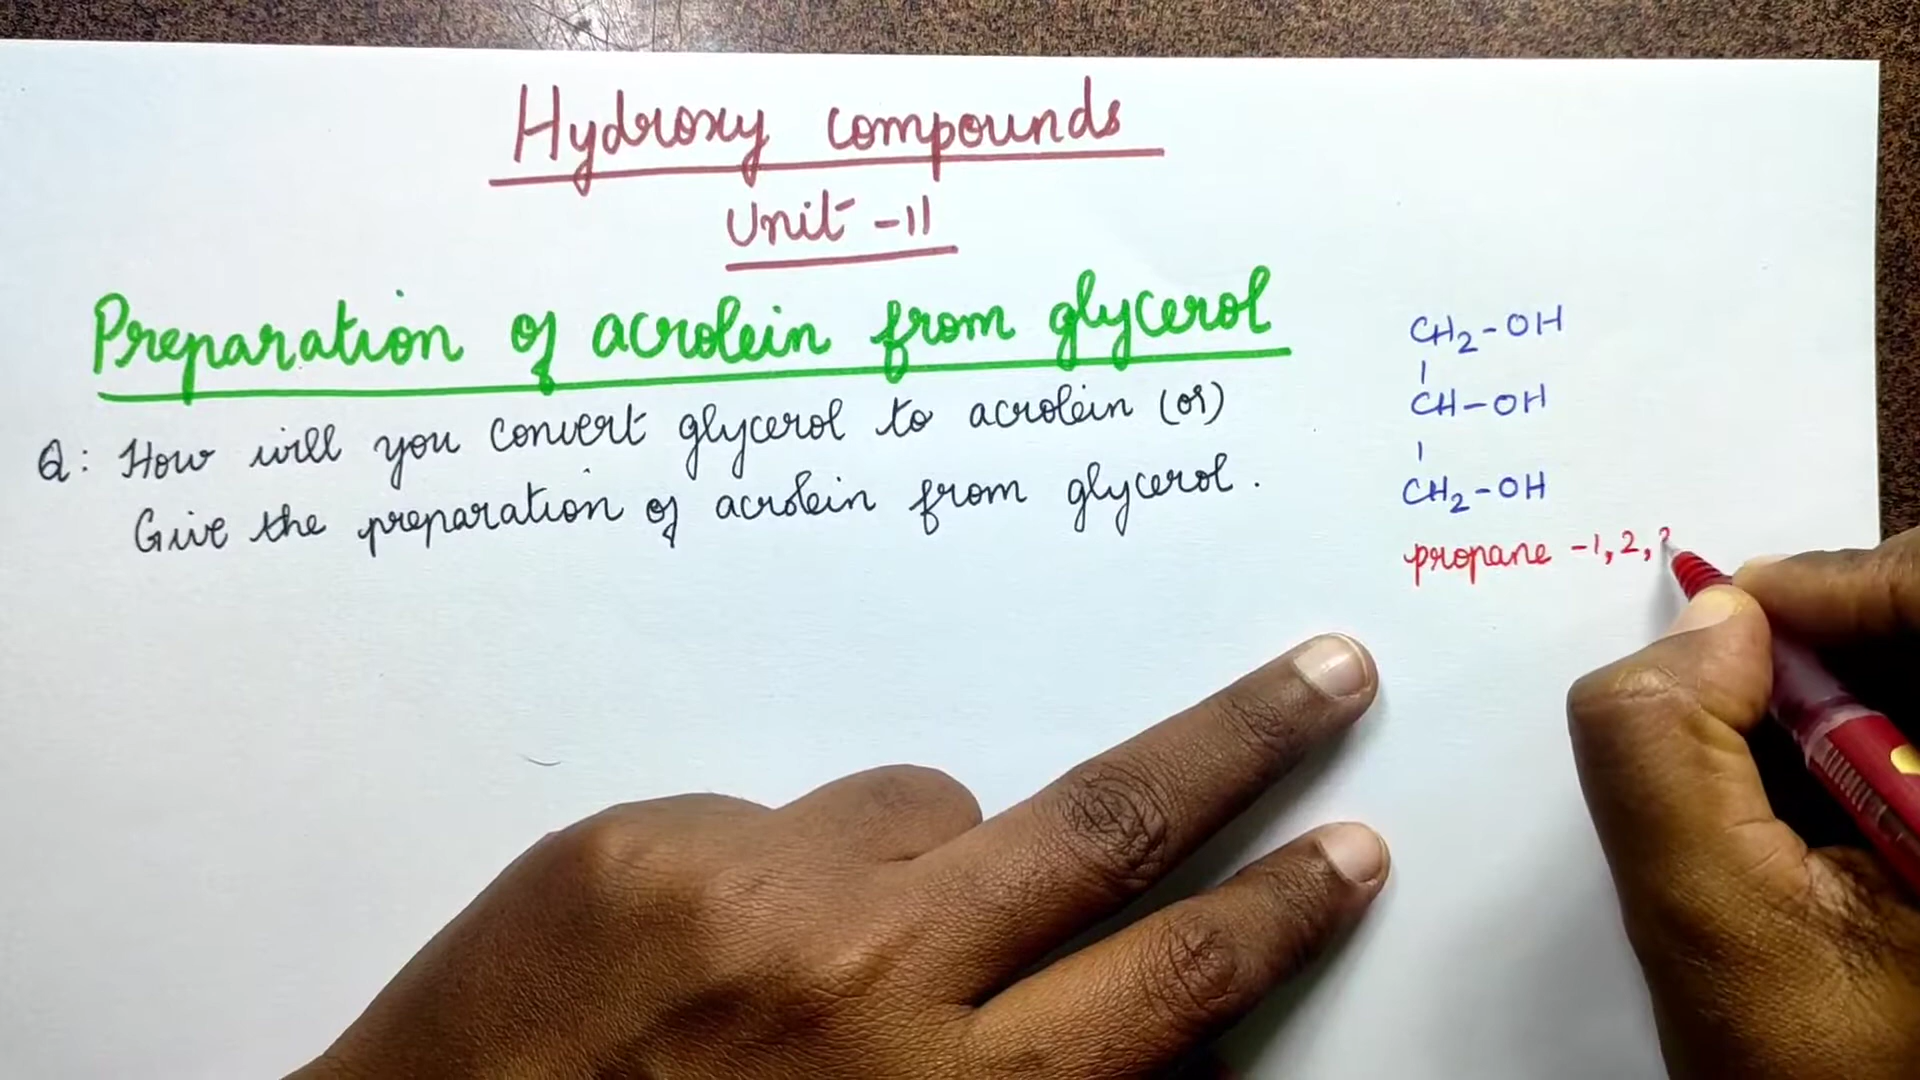 Hydroxy compounds
Unit -11
Preparation of acrolein from glycerol
Q: How will you convert glycerol to acrolein (or)
Give the preparation of acrolein from glycerol.
CH2-OH
CH-OH
CH2-OH
propane -1,2,